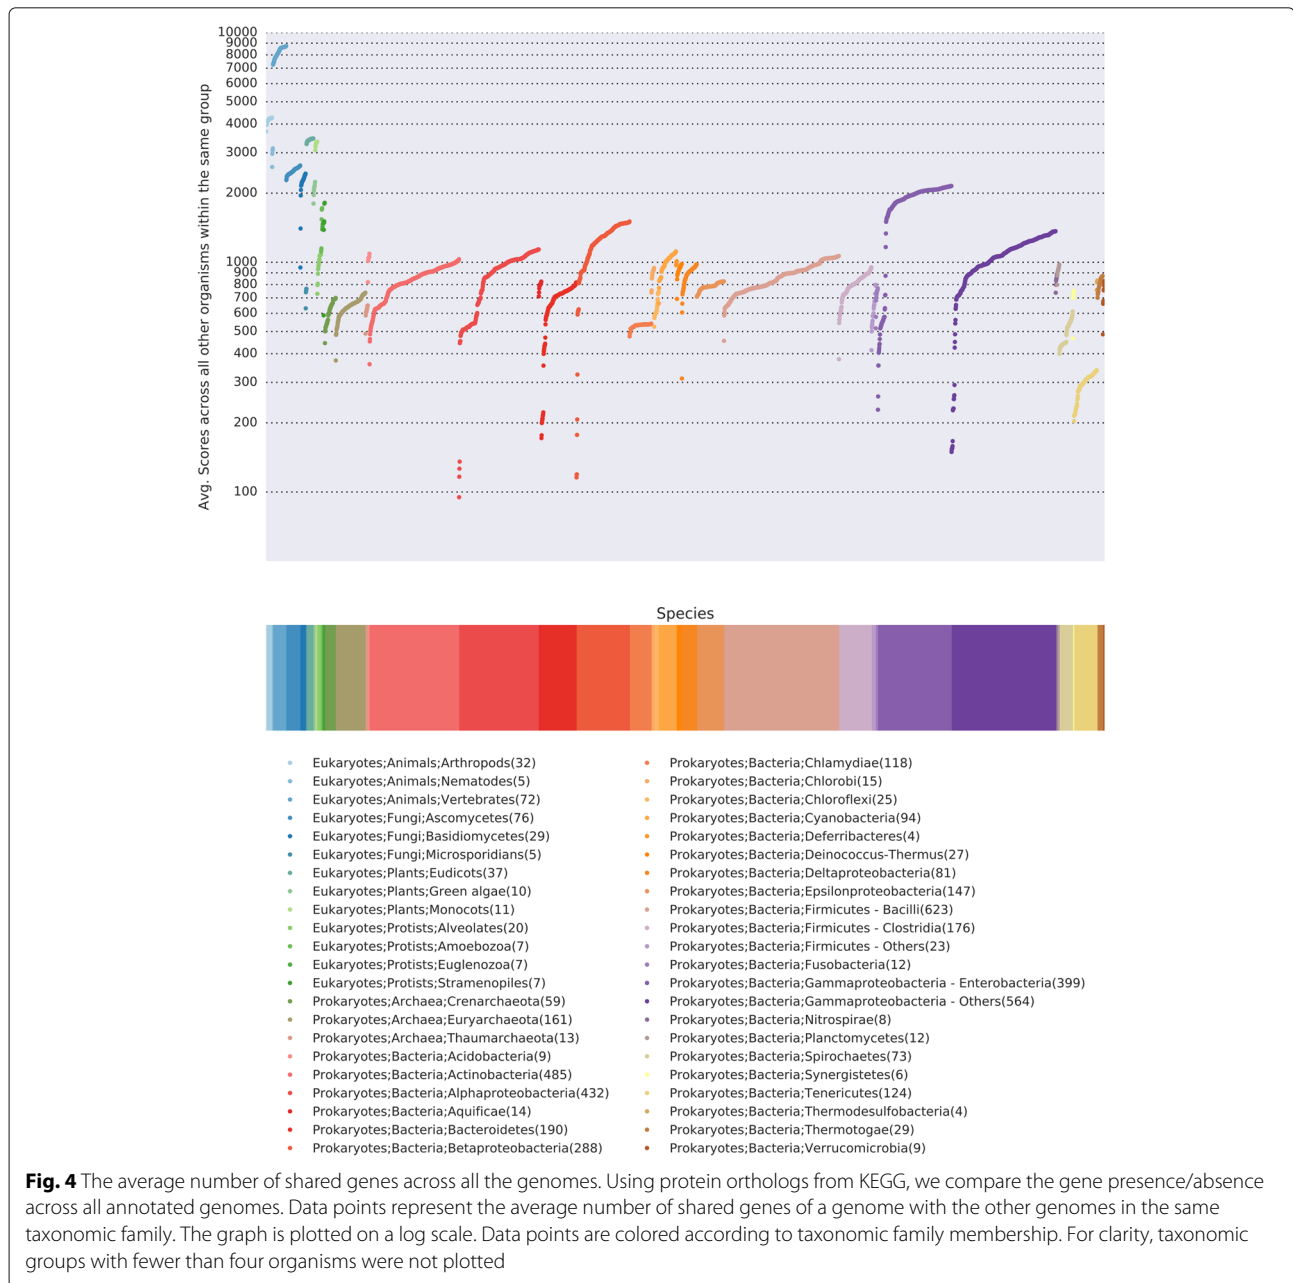 10000
9000
8000
7000
6000
5000
4000
3000
2000
1000
900
800
700
600
500
400
300
200
100
Avg. Scores across all other organisms within the same group
Species
Eukaryotes;Animals;Arthropods(32)
Eukaryotes;Animals;Nematodes(5)
Eukaryotes;Animals;Vertebrates(72)
Eukaryotes;Fungi;Ascomycetes(76)
Eukaryotes;Fungi;Basidiomycetes(29)
Eukaryotes;Fungi;Microsporidians(5)
Eukaryotes;Plants;Eudicots(37)
Eukaryotes;Plants;Green algae(10)
Eukaryotes;Plants;Monocots(11)
Eukaryotes;Protists;Alveolates(20)
Eukaryotes;Protists;Amoebozoa(7)
Eukaryotes;Protists;Euglenozoa(7)
Eukaryotes;Protists;Stramenopiles(7)
Prokaryotes;Archaea;Crenarchaeota(59)
Prokaryotes;Archaea;Euryarchaeota(161)
Prokaryotes;Archaea;Thaumarchaeota(13)
Prokaryotes;Bacteria;Acidobacteria(9)
Prokaryotes;Bacteria;Actinobacteria(485)
Prokaryotes;Bacteria;Alphaproteobacteria(432)
Prokaryotes;Bacteria;Aquificae(14)
Prokaryotes;Bacteria;Bacteroidetes(190)
Prokaryotes;Bacteria;Betaproteobacteria(288)
Prokaryotes;Bacteria;Chlamydiae(118)
Prokaryotes;Bacteria;Chlorobi(15)
Prokaryotes;Bacteria;Chloroflexi(25)
Prokaryotes;Bacteria;Cyanobacteria(94)
Prokaryotes;Bacteria;Deferribacteres(4)
Prokaryotes;Bacteria;Deinococcus-Thermus(27)
Prokaryotes;Bacteria;Deltaproteobacteria(81)
Prokaryotes;Bacteria;Epsilonproteobacteria(147)
Prokaryotes;Bacteria;Firmicutes - Bacilli(623)
Prokaryotes;Bacteria;Firmicutes - Clostridia(176)
Prokaryotes;Bacteria;Firmicutes - Others(23)
Prokaryotes;Bacteria;Fusobacteria(12)
Prokaryotes;Bacteria;Gammaproteobacteria - Enterobacteria(399)
Prokaryotes;Bacteria;Gammaproteobacteria - Others(564)
Prokaryotes;Bacteria;Nitrospirae(8)
Prokaryotes;Bacteria;Planctomycetes(12)
Prokaryotes;Bacteria;Spirochaetes(73)
Prokaryotes;Bacteria;Synergistetes(6)
Prokaryotes;Bacteria;Tenericutes(124)
Prokaryotes;Bacteria;Thermodesulfobacteria(4)
Prokaryotes;Bacteria;Thermotogae(29)
Prokaryotes;Bacteria;Verrucomicrobia(9)
Fig. 4 The average number of shared genes across all the genomes. Using protein orthologs from KEGG, we compare the gene presence/absence
across all annotated genomes. Data points represent the average number of shared genes of a genome with the other genomes in the same
taxonomic family. The graph is plotted on a log scale. Data points are colored according to taxonomic family membership. For clarity, taxonomic
groups with fewer than four organisms were not plotted